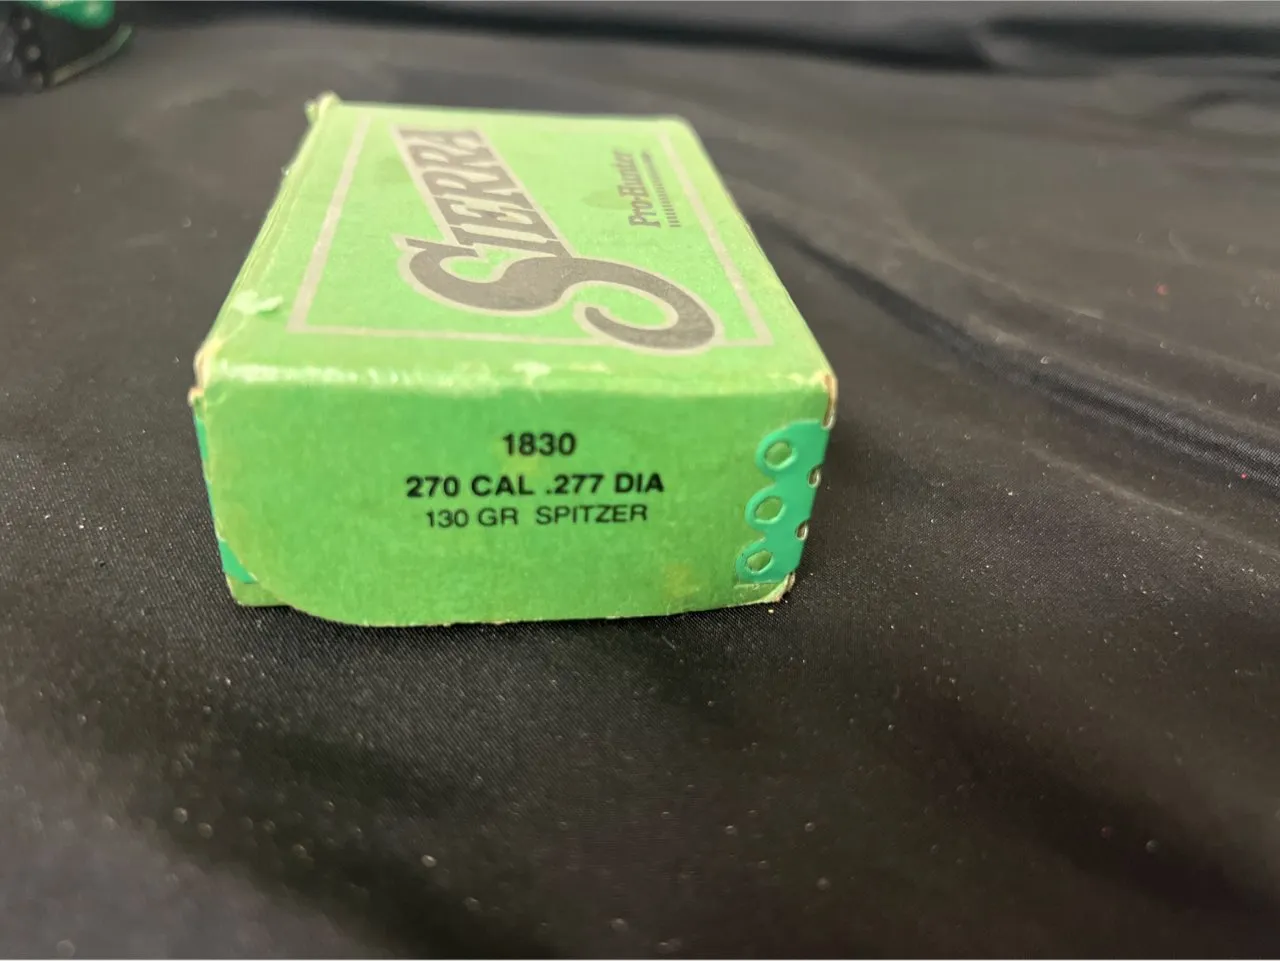 SIERRA
Pro-Hunter
1830
270 CAL .277 DIA
130 GR SPITZER